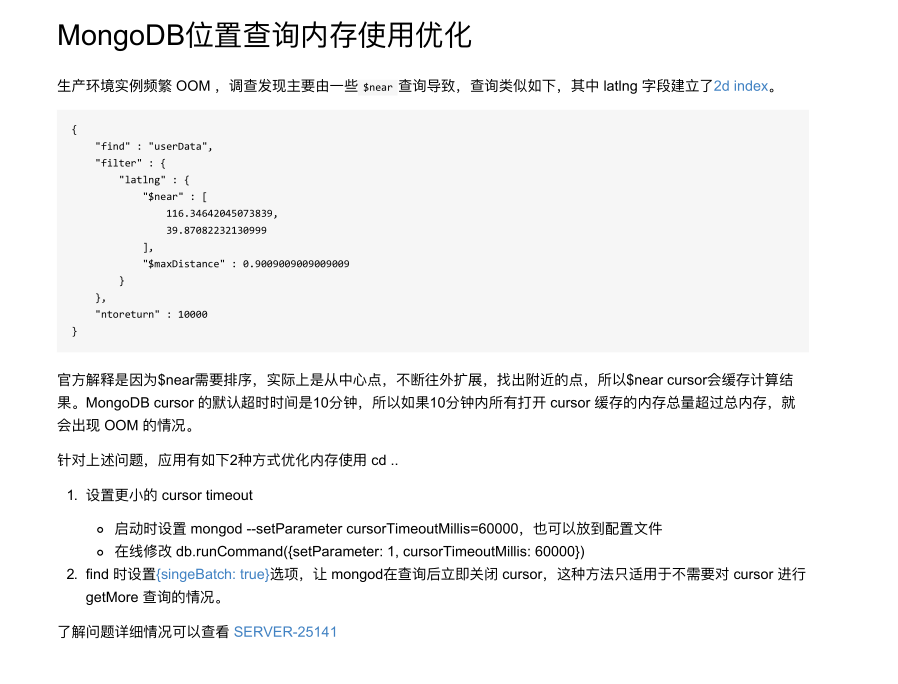 MongoDB位置查询内存使用优化
生产环境实例频繁 OOM ，调查发现主要由一些 $near 查询导致，查询类似如下，其中 latlng 字段建立了2d index。
{
    "find" : "userData",
    "filter" : {
        "latlng" : {
            "$near" : [
                116.34642045073839,
                39.87082232130999
            ],
            "$maxDistance" : 0.9009009009009009
        }
    },
    "ntoreturn" : 10000
}
官方解释是因为$near需要排序，实际上是从中心点，不断往外扩展，找出附近的点，所以$near cursor会缓存计算结
果。MongoDB cursor 的默认超时时间是10分钟，所以如果10分钟内所有打开 cursor 缓存的内存总量超过总内存，就
会出现 OOM 的情况。
针对上述问题，应用有如下2种方式优化内存使用 cd ..
1. 设置更小的 cursor timeout
启动时设置 mongod --setParameter cursorTimeoutMillis=60000，也可以放到配置文件
在线修改 db.runCommand({setParameter: 1, cursorTimeoutMillis: 60000})
2. find 时设置{singeBatch: true}选项，让 mongod在查询后立即关闭 cursor，这种方法只适用于不需要对 cursor 进行
getMore 查询的情况。
了解问题详细情况可以查看 SERVER-25141